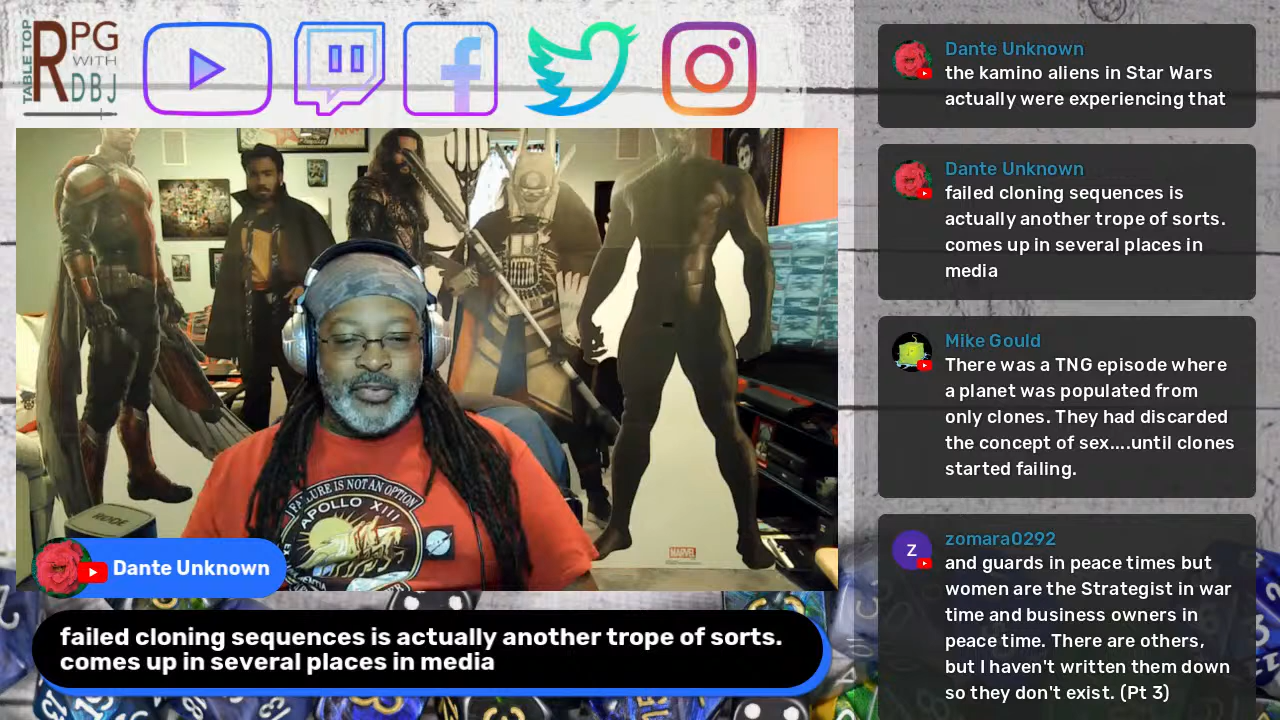 TABLE TOP
RPG
WITH
DBJ
Dante Unknown
the kamino aliens in Star Wars
actually were experiencing that
Dante Unknown
failed cloning sequences is
actually another trope of sorts.
comes up in several places in
media
Mike Gould
There was a TNG episode where
a planet was populated from
only clones. They had discarded
the concept of sex....until clones
started failing.
Z
zomara0292
and guards in peace times but
women are the Strategist in war
time and business owners in
peace time. There are others,
but I haven't written them down
so they don't exist. (Pt 3)
FAILURE IS NOT AN OPTION
APOLLO XIII
RODE
MARVEL
Dante Unknown
failed cloning sequences is actually another trope of sorts.
comes up in several places in media